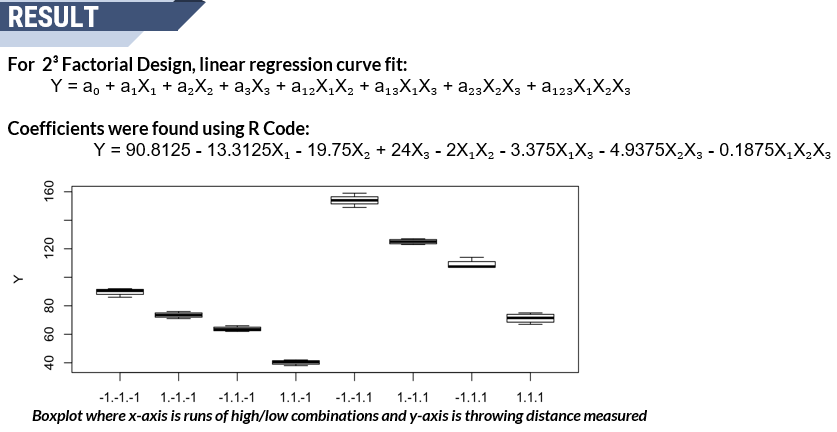 RESULT
For 2³ Factorial Design, linear regression curve fit:
Y = a₀ + a₁X₁ + a₂X₂ + a₃X₃ + a₁₂X₁X₂ + a₁₃X₁X₃ + a₂₃X₂X₃ + a₁₂₃X₁X₂X₃
Coefficients were found using R Code:
Y = 90.8125 - 13.3125X₁ - 19.75X₂ + 24X₃ - 2X₁X₂ - 3.375X₁X₃ - 4.9375X₂X₃ - 0.1875X₁X₂X₃
160
120
80
60
40
Y
-1.-1.-1 1.-1.-1 -1.1.-1 1.1.-1 -1.-1.1 1.-1.1 -1.1.1 1.1.1
Boxplot where x-axis is runs of high/low combinations and y-axis is throwing distance measured